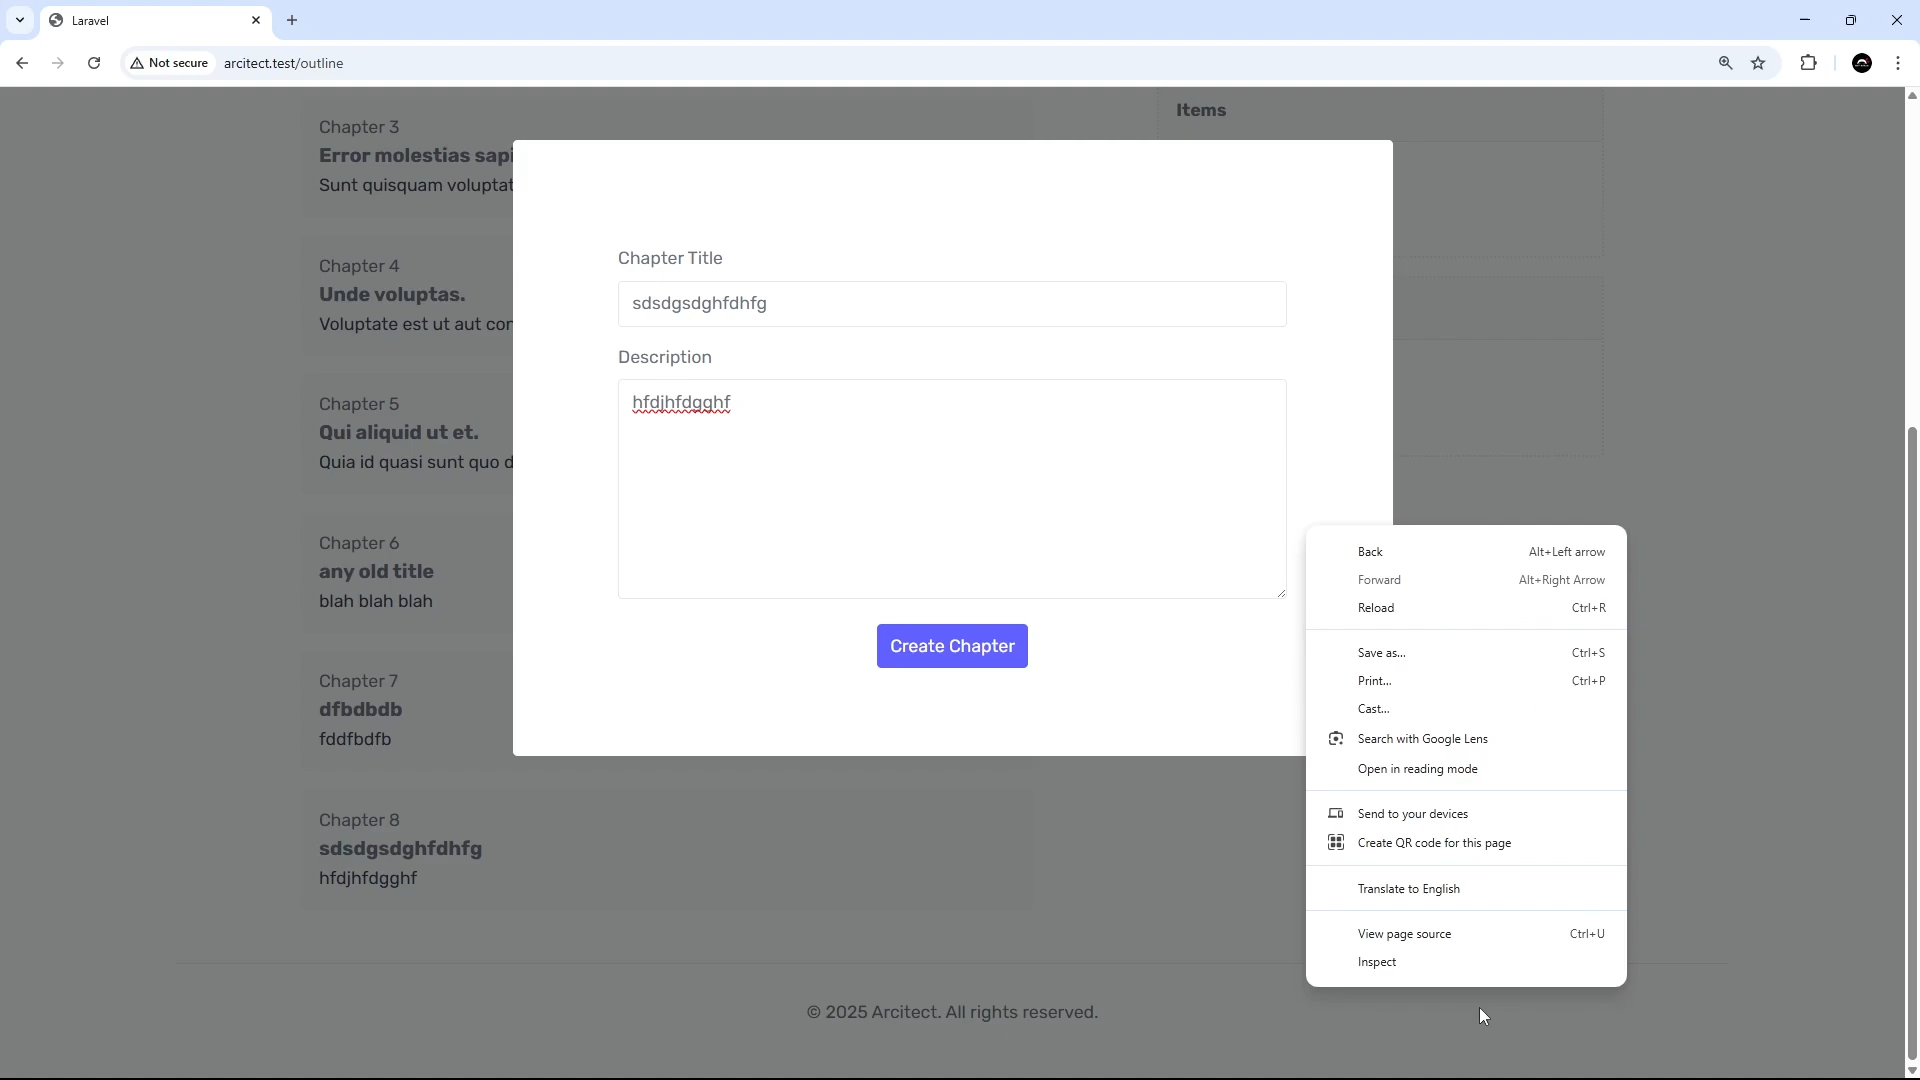 Laravel
Not secure
arcitect.test/outline
Chapter 3
Error molestias sapi
Sunt quisquam voluptat
Chapter 4
Unde voluptas.
Voluptate est ut aut cor
Chapter 5
Qui aliquid ut et.
Quia id quasi sunt quo d
Chapter 6
any old title
blah blah blah
Chapter 7
dfbdbdb
fddfbdfb
Chapter 8
sdsdgsdghfdhfg
hfdjhfdgghf
Items
Chapter Title
sdsdgsdghfdhfg
Description
hfdjhfdgghf
Create Chapter
Back Alt+Left arrow
Forward Alt+Right Arrow
Reload Ctrl+R
Save as... Ctrl+S
Print... Ctrl+P
Cast...
Search with Google Lens
Open in reading mode
Send to your devices
Create QR code for this page
Translate to English
View page source Ctrl+U
Inspect
© 2025 Arcitect. All rights reserved.